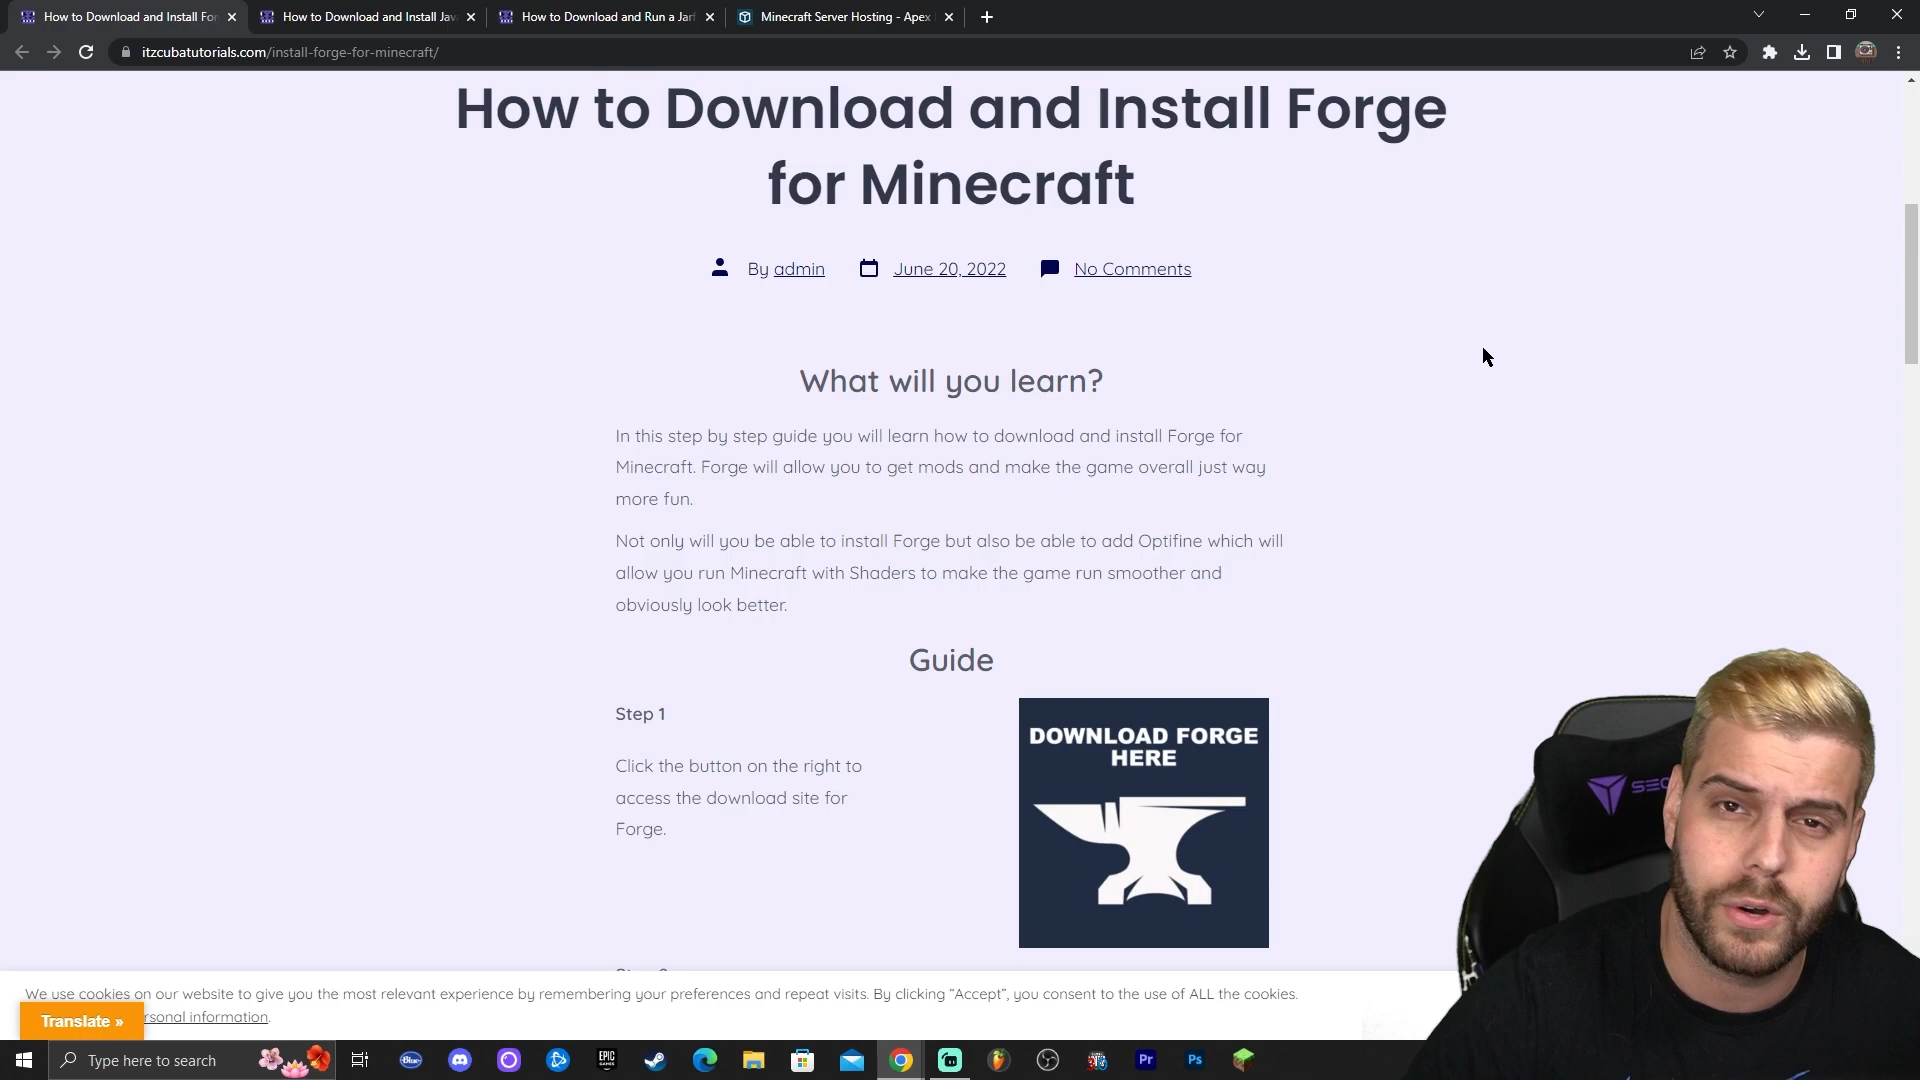 How to Download and Install For
How to Download and Install Jav
How to Download and Run a Jarf
Minecraft Server Hosting - Apex
itzcubatutorials.com/install-forge-for-minecraft/
How to Download and Install Forge
for Minecraft
By admin
June 20, 2022
No Comments
What will you learn?
In this step by step guide you will learn how to download and install Forge for
Minecraft. Forge will allow you to get mods and make the game overall just way
more fun.
Not only will you be able to install Forge but also be able to add Optifine which will
allow you run Minecraft with Shaders to make the game run smoother and
obviously look better.
Guide
Step 1
Click the button on the right to
access the download site for
Forge.
DOWNLOAD FORGE
HERE
SEC
We use cookies on our website to give you the most relevant experience by remembering your preferences and repeat visits. By clicking “Accept”, you consent to the use of ALL the cookies.
Translate »
rsonal information.
Type here to search
Blue
EPIC
GAMES
Pr
Ps